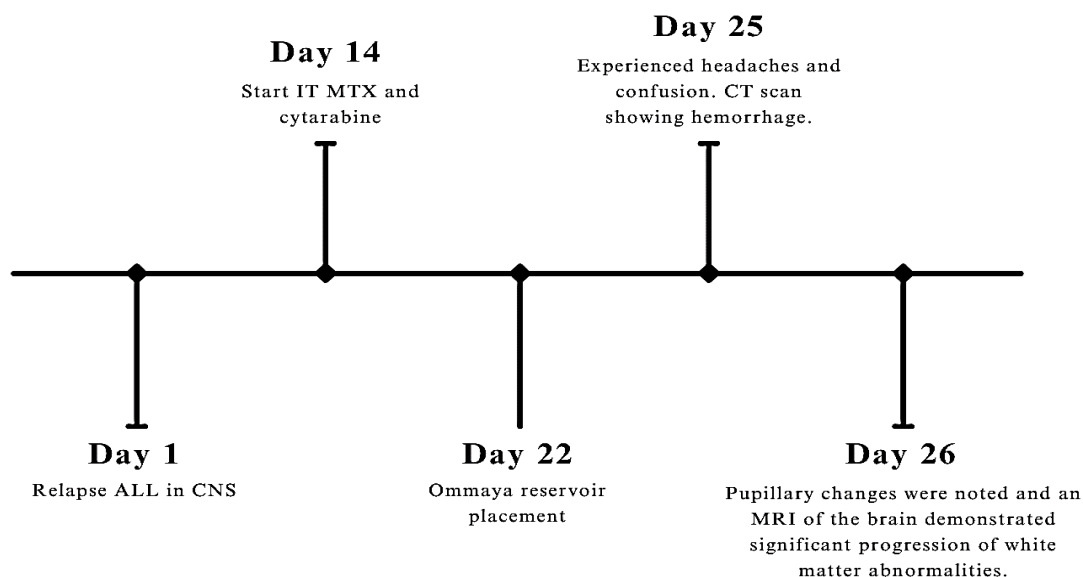 Day 14
Start IT MTX and
cytarabine
Day 25
Experienced headaches and
confusion. CT scan
showing hemorrhage.
Day 1
Relapse ALL in CNS
Day 22
Ommaya reservoir
placement
Day 26
Pupillary changes were noted and an
MRI of the brain demonstrated
significant progression of white
matter abnormalities.